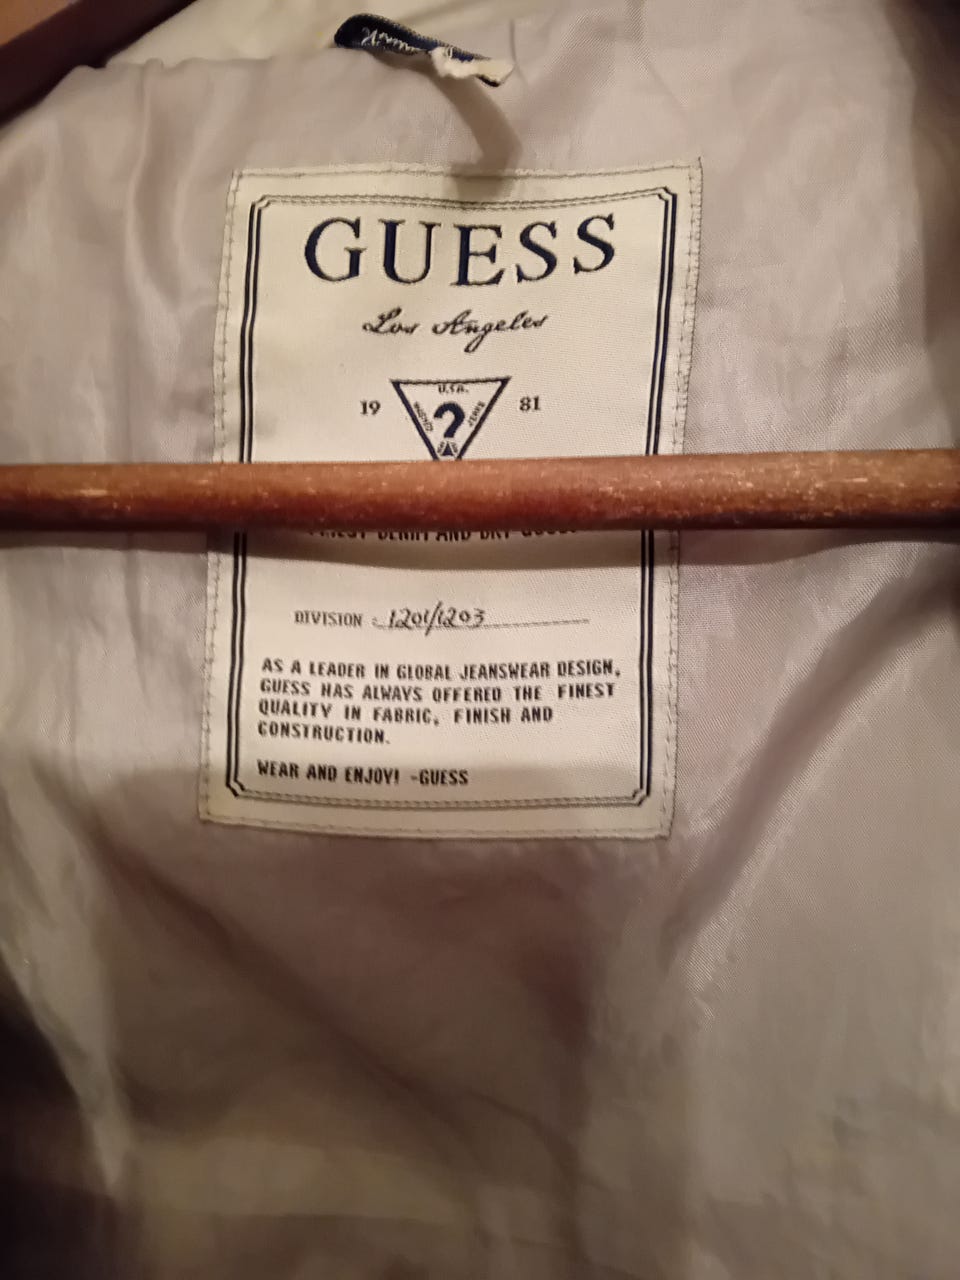 GUESS
Los Angeles
U.S.A.
19 ? 81
AND
DIVISION : 1201/1203
AS A LEADER IN GLOBAL JEANSWEAR DESIGN,
GUESS HAS ALWAYS OFFERED THE FINEST
QUALITY IN FABRIC, FINISH AND
CONSTRUCTION.
WEAR AND ENJOY! -GUESS